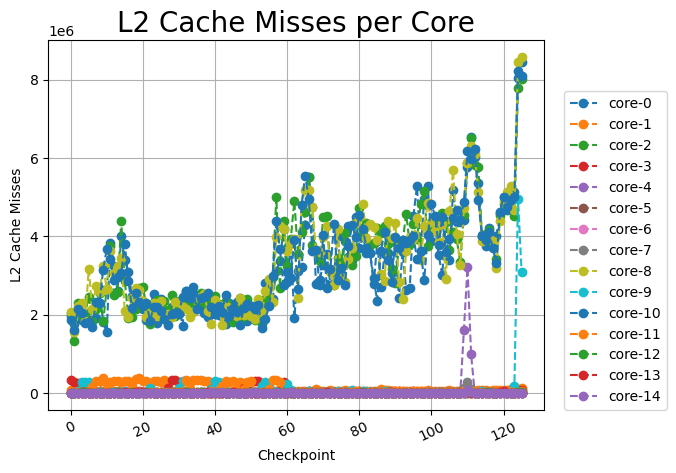 L2 Cache Misses per Core
1e6
8
6
4
2
0
L2 Cache Misses
0
20
40
60
80
100
120
Checkpoint
core-0
core-1
core-2
core-3
core-4
core-5
core-6
core-7
core-8
core-9
core-10
core-11
core-12
core-13
core-14